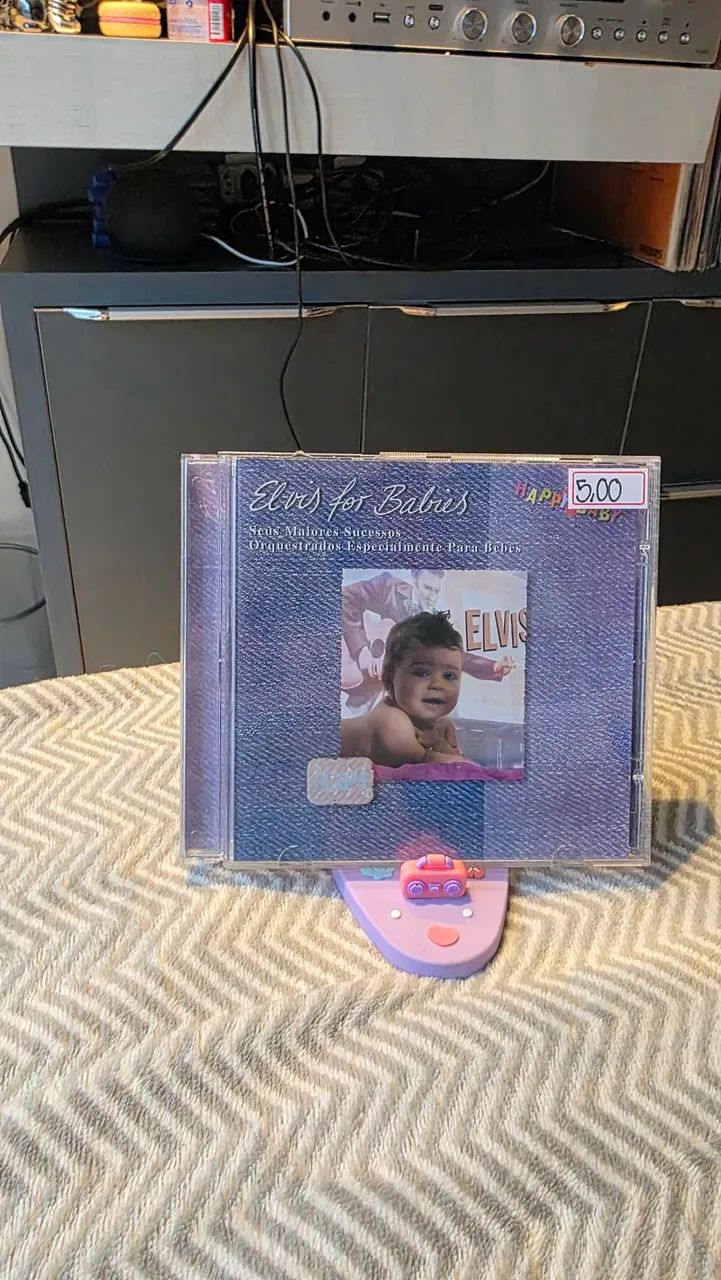 Elvis for Babies
HAPPY BABY
5,00
Seus Maiores Sucessos
Orquestrados Especialmente Para Bebês
ELVIS